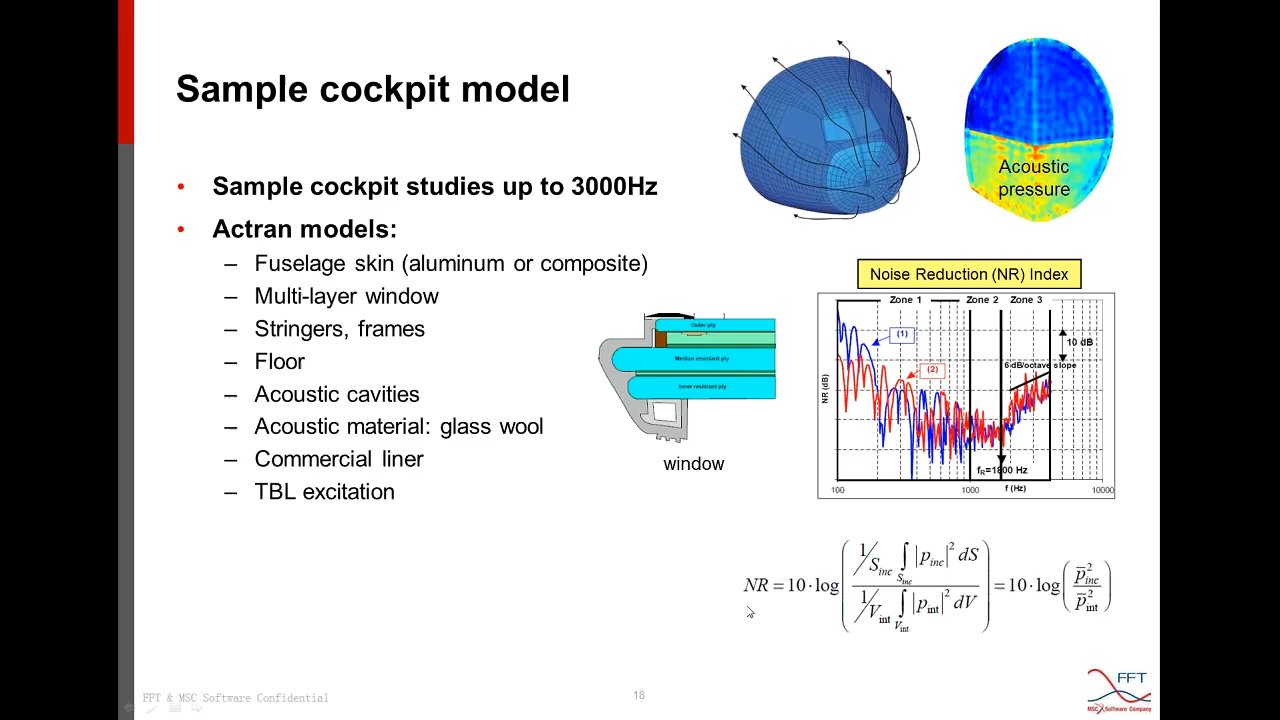 Sample cockpit model
• Sample cockpit studies up to 3000Hz
• Actran models:
– Fuselage skin (aluminum or composite)
– Multi-layer window
– Stringers, frames
– Floor
– Acoustic cavities
– Acoustic material: glass wool
– Commercial liner
– TBL excitation
Outer ply
Median resistant ply
Inner resistant ply
window
Acoustic
pressure
Noise Reduction (NR) Index
Zone 1 Zone 2 Zone 3
(1)
(2)
10 dB
6 dB/octave slope
NR (dB)
fR=1800 Hz
100 1000 f (Hz) 10000
NR = 10·log( (1/Sinc ∫Sinc |pinc|² dS) / (1/Vint ∫Vint |pint|² dV) ) = 10·log( p̅²inc / p̅²int )
FFT & MSC Software Confidential
18
FFT
MSC Software Company